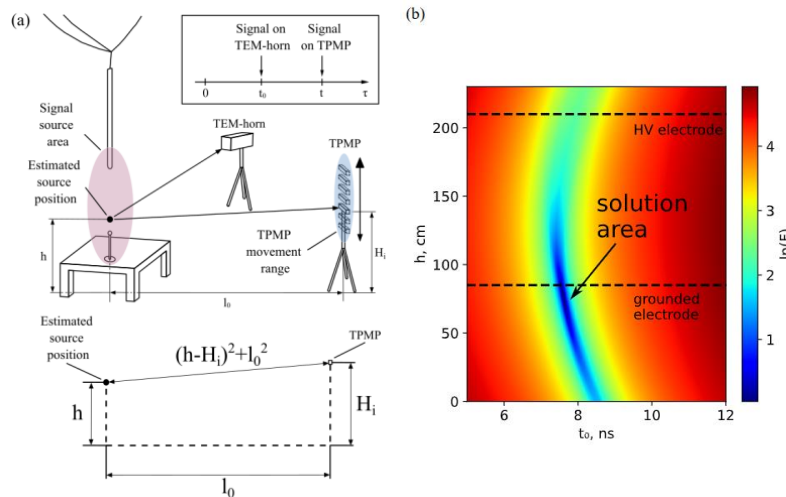 (a)
Signal on
TEM-horn
Signal
on TPMP
0
t₀
t
τ
Signal
source
area
TEM-horn
TPMP
Estimated
source
position
TPMP
movement
range
h
Hᵢ
l₀
Estimated
source
position
(h-Hᵢ)²+l₀²
TPMP
h
Hᵢ
l₀
(b)
200
150
100
50
0
h, cm
HV electrode
solution
area
grounded
electrode
6
8
10
12
t₀, ns
4
3
2
1
ln(F)